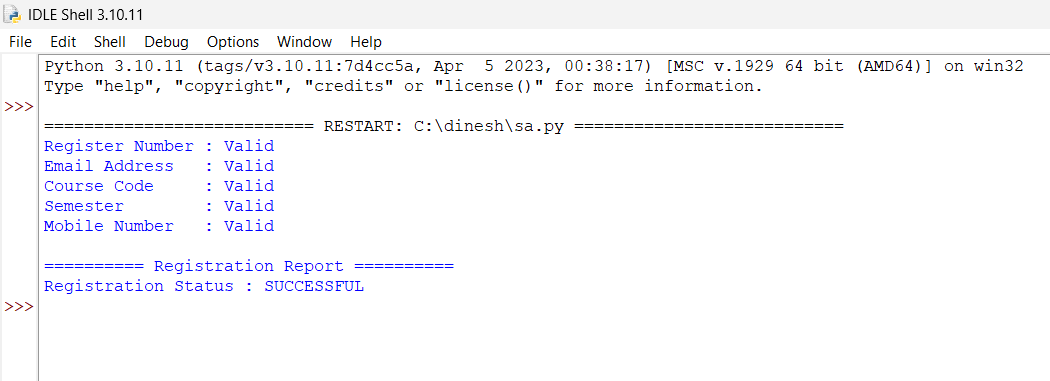 IDLE Shell 3.10.11
File Edit Shell Debug Options Window Help
Python 3.10.11 (tags/v3.10.11:7d4cc5a, Apr  5 2023, 00:38:17) [MSC v.1929 64 bit (AMD64)] on win32
Type "help", "copyright", "credits" or "license()" for more information.
>>>
=========================== RESTART: C:\dinesh\sa.py ===========================
Register Number : Valid
Email Address   : Valid
Course Code     : Valid
Semester        : Valid
Mobile Number   : Valid
========== Registration Report ==========
Registration Status : SUCCESSFUL
>>>